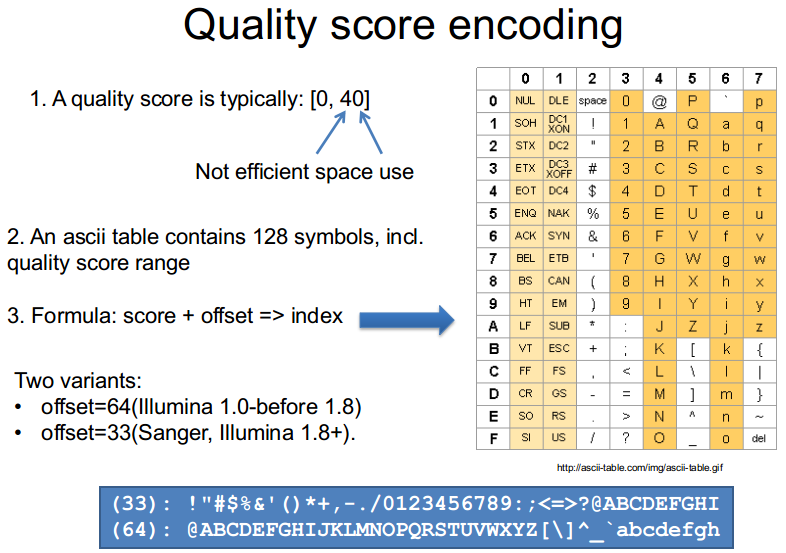 Quality score encoding
1. A quality score is typically: [0, 40]
Not efficient space use
2. An ascii table contains 128 symbols, incl.
quality score range
3. Formula: score + offset => index
Two variants:
• offset=64(Illumina 1.0-before 1.8)
• offset=33(Sanger, Illumina 1.8+).
0 1 2 3 4 5 6 7
0 NUL DLE space 0 @ P ` p
1 SOH DC1 XON ! 1 A Q a q
2 STX DC2 " 2 B R b r
3 ETX DC3 XOFF # 3 C S c s
4 EOT DC4 $ 4 D T d t
5 ENQ NAK % 5 E U e u
6 ACK SYN & 6 F V f v
7 BEL ETB ' 7 G W g w
8 BS CAN ( 8 H X h x
9 HT EM ) 9 I Y i y
A LF SUB * : J Z j z
B VT ESC + ; K [ k {
C FF FS , < L \ l |
D CR GS - = M ] m }
E SO RS . > N ^ n ~
F SI US / ? O _ o del
http://ascii-table.com/img/ascii-table.gif
(33): !"#$%&'()*+,-./0123456789:;<=>?@ABCDEFGHI
(64): @ABCDEFGHIJKLMNOPQRSTUVWXYZ[\]^_`abcdefgh